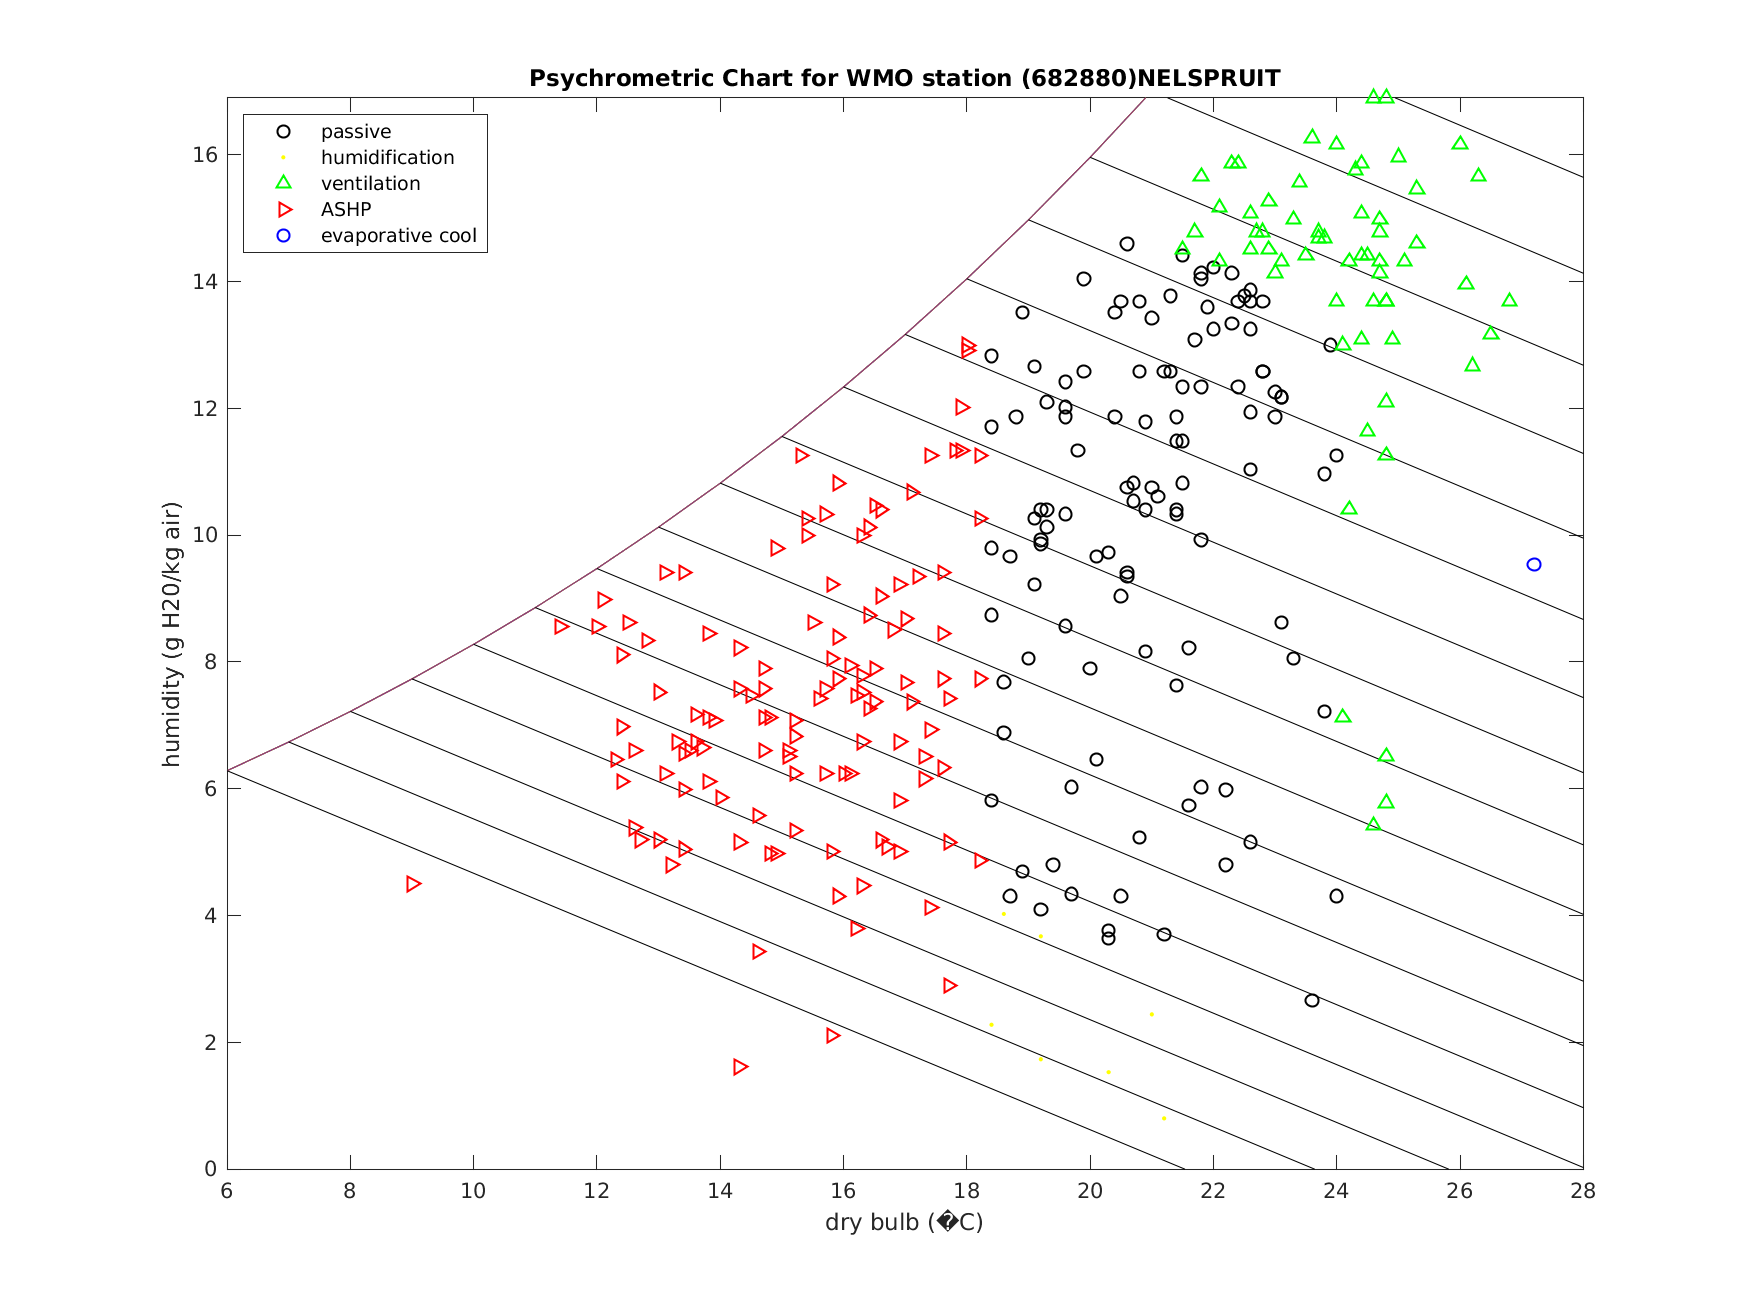 Psychrometric Chart for WMO station (682880)NELSPRUIT
passive
humidification
ventilation
ASHP
evaporative cool
humidity (g H20/kg air)
16
14
12
10
8
6
4
2
0
6 8 10 12 14 16 18 20 22 24 26 28
dry bulb (�C)